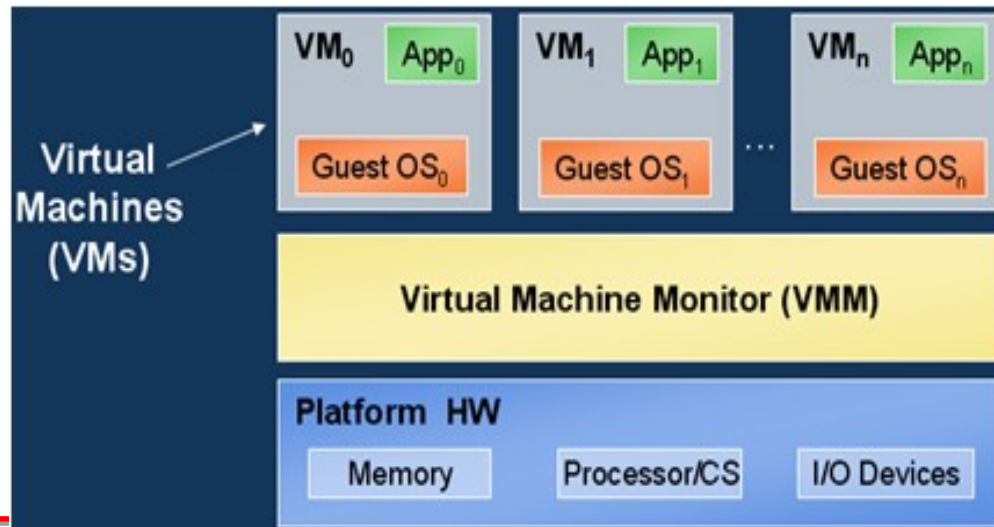 VM₀ App₀
VM₁ App₁
VMₙ Appₙ
Guest OS₀
Guest OS₁
...
Guest OSₙ
Virtual
Machines
(VMs)
Virtual Machine Monitor (VMM)
Platform HW
Memory
Processor/CS
I/O Devices